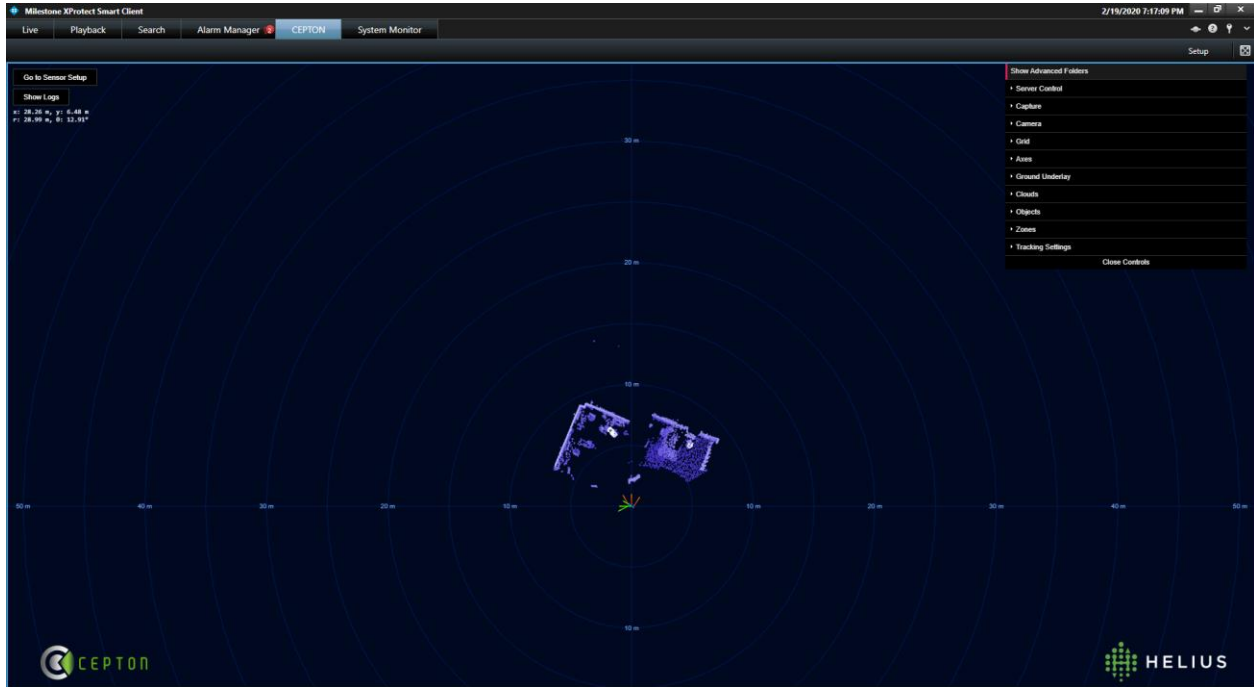 Milestone XProtect Smart Client
2/19/2020 7:17:09 PM
Live Playback Search Alarm Manager 2 CEPTON System Monitor
Setup
Go to Sensor Setup
Show Logs
x: 28.26 m, y: 6.48 m
r: 28.99 m, θ: 12.91°
Show Advanced Folders
Server Control
Capture
Camera
Grid
Axes
Ground Underlay
Clouds
Objects
Zones
Tracking Settings
Close Controls
30 m
20 m
10 m
50 m 40 m 30 m 20 m 10 m 10 m 20 m 30 m 40 m 50 m
10 m
CEPTON
HELIUS